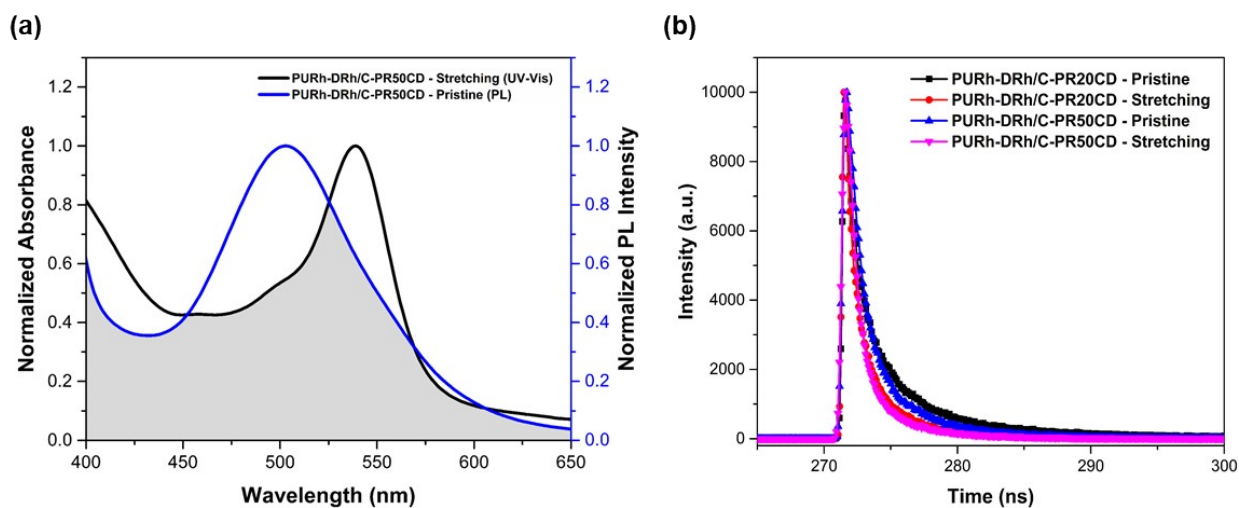 (a)
PURh-DRh/C-PR50CD - Stretching (UV-Vis)
PURh-DRh/C-PR50CD - Pristine (PL)
Normalized Absorbance
1.2
1.0
0.8
0.6
0.4
0.2
0.0
Normalized PL Intensity
1.2
1.0
0.8
0.6
0.4
0.2
0.0
400 450 500 550 600 650
Wavelength (nm)
(b)
PURh-DRh/C-PR20CD - Pristine
PURh-DRh/C-PR20CD - Stretching
PURh-DRh/C-PR50CD - Pristine
PURh-DRh/C-PR50CD - Stretching
Intensity (a.u.)
10000
8000
6000
4000
2000
0
270 280 290 300
Time (ns)